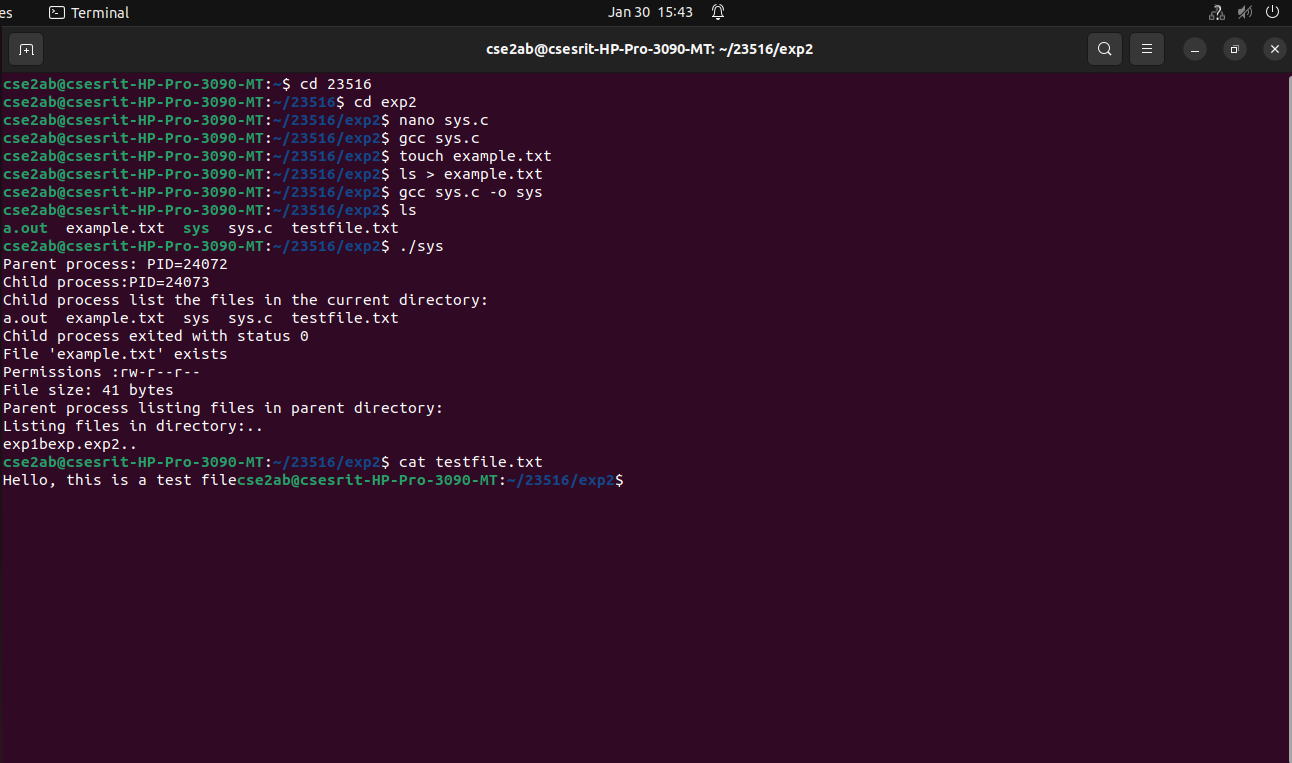 es Terminal Jan 30 15:43
cse2ab@csesrit-HP-Pro-3090-MT: ~/23516/exp2
cse2ab@csesrit-HP-Pro-3090-MT:~$ cd 23516
cse2ab@csesrit-HP-Pro-3090-MT:~/23516$ cd exp2
cse2ab@csesrit-HP-Pro-3090-MT:~/23516/exp2$ nano sys.c
cse2ab@csesrit-HP-Pro-3090-MT:~/23516/exp2$ gcc sys.c
cse2ab@csesrit-HP-Pro-3090-MT:~/23516/exp2$ touch example.txt
cse2ab@csesrit-HP-Pro-3090-MT:~/23516/exp2$ ls > example.txt
cse2ab@csesrit-HP-Pro-3090-MT:~/23516/exp2$ gcc sys.c -o sys
cse2ab@csesrit-HP-Pro-3090-MT:~/23516/exp2$ ls
a.out  example.txt  sys  sys.c  testfile.txt
cse2ab@csesrit-HP-Pro-3090-MT:~/23516/exp2$ ./sys
Parent process: PID=24072
Child process:PID=24073
Child process list the files in the current directory:
a.out  example.txt  sys  sys.c  testfile.txt
Child process exited with status 0
File 'example.txt' exists
Permissions :rw-r--r--
File size: 41 bytes
Parent process listing files in parent directory:
Listing files in directory:..
exp1bexp.exp2..
cse2ab@csesrit-HP-Pro-3090-MT:~/23516/exp2$ cat testfile.txt
Hello, this is a test filecse2ab@csesrit-HP-Pro-3090-MT:~/23516/exp2$